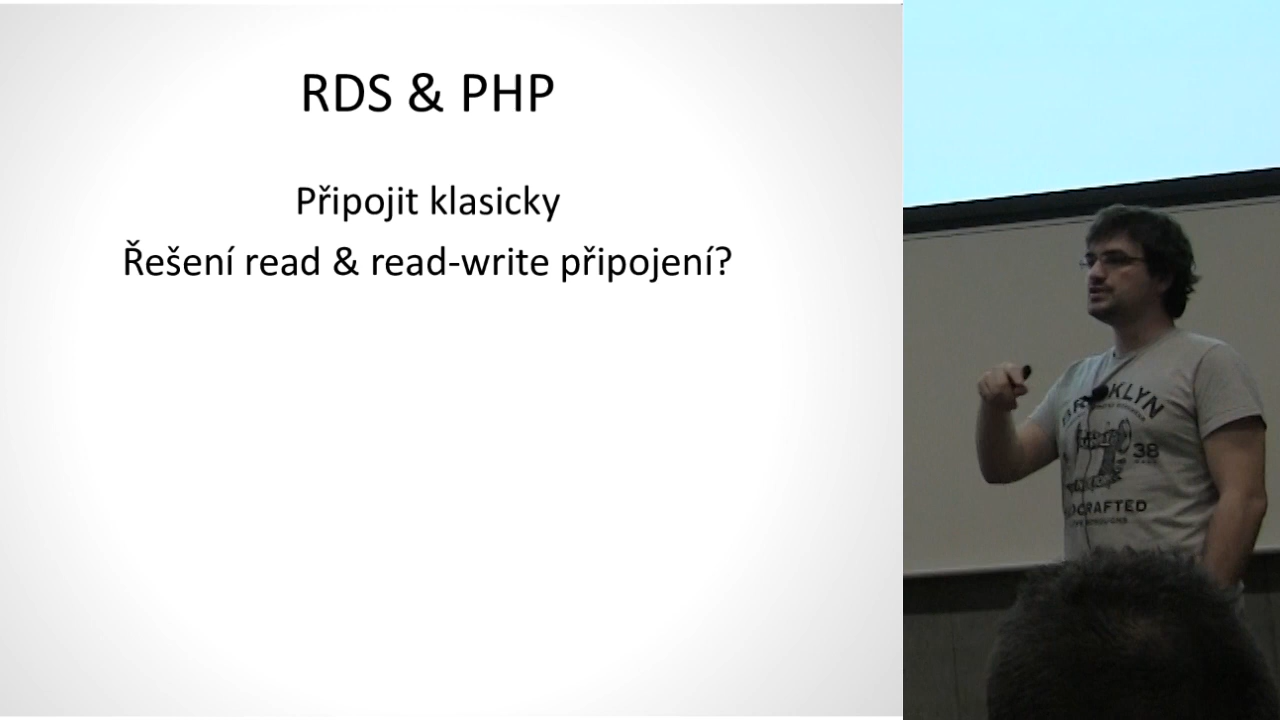 RDS & PHP
Připojit klasicky
Řešení read & read-write připojení?
BROOKLYN
38
CRAFTED